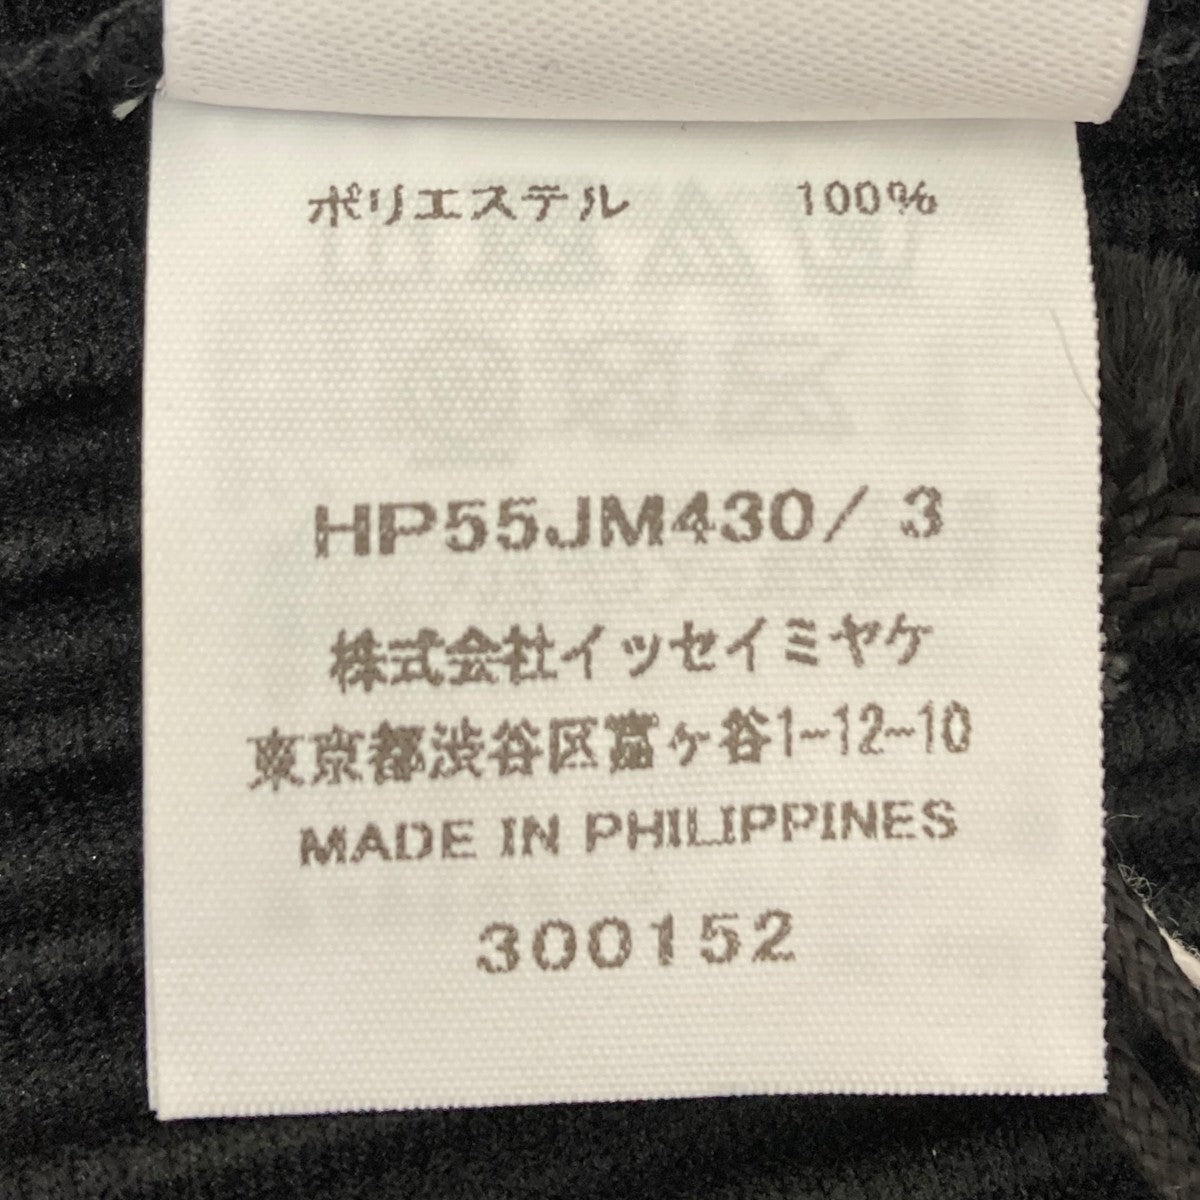 ポリエステル 100%
HP55JM430/ 3
株式会社イッセイミヤケ
東京都渋谷区富ヶ谷1-12-10
MADE IN PHILIPPINES
300152